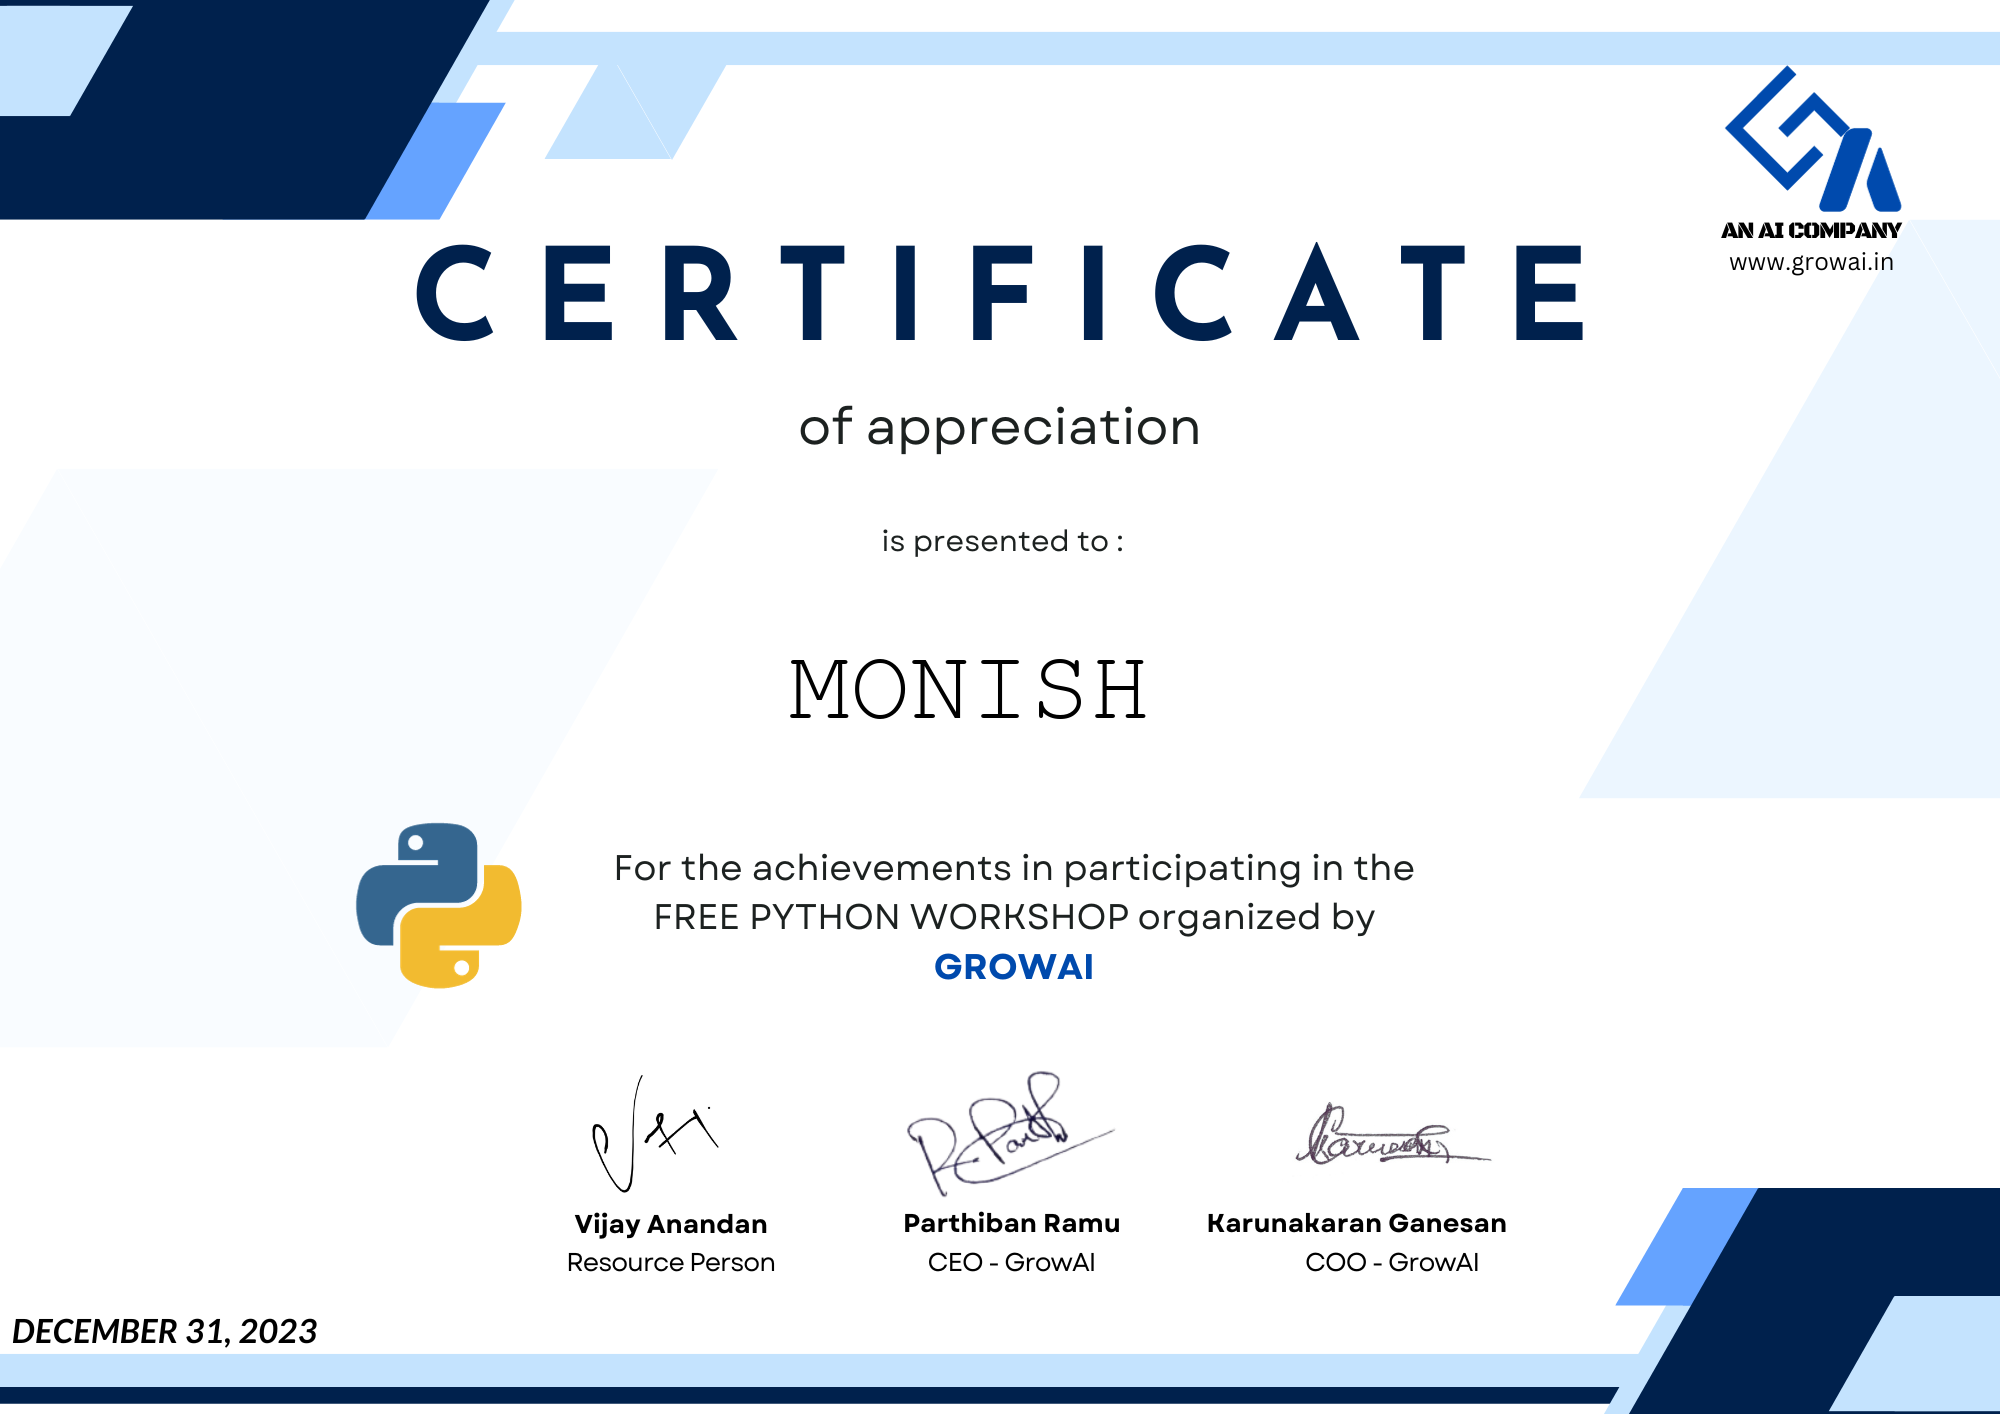 AN AI COMPANY
www.growai.in
CERTIFICATE
of appreciation
is presented to :
MONISH
For the achievements in participating in the
FREE PYTHON WORKSHOP organized by
GROWAI
Vijay Anandan
Resource Person
Parthiban Ramu
CEO - GrowAI
Karunakaran Ganesan
COO - GrowAI
DECEMBER 31, 2023